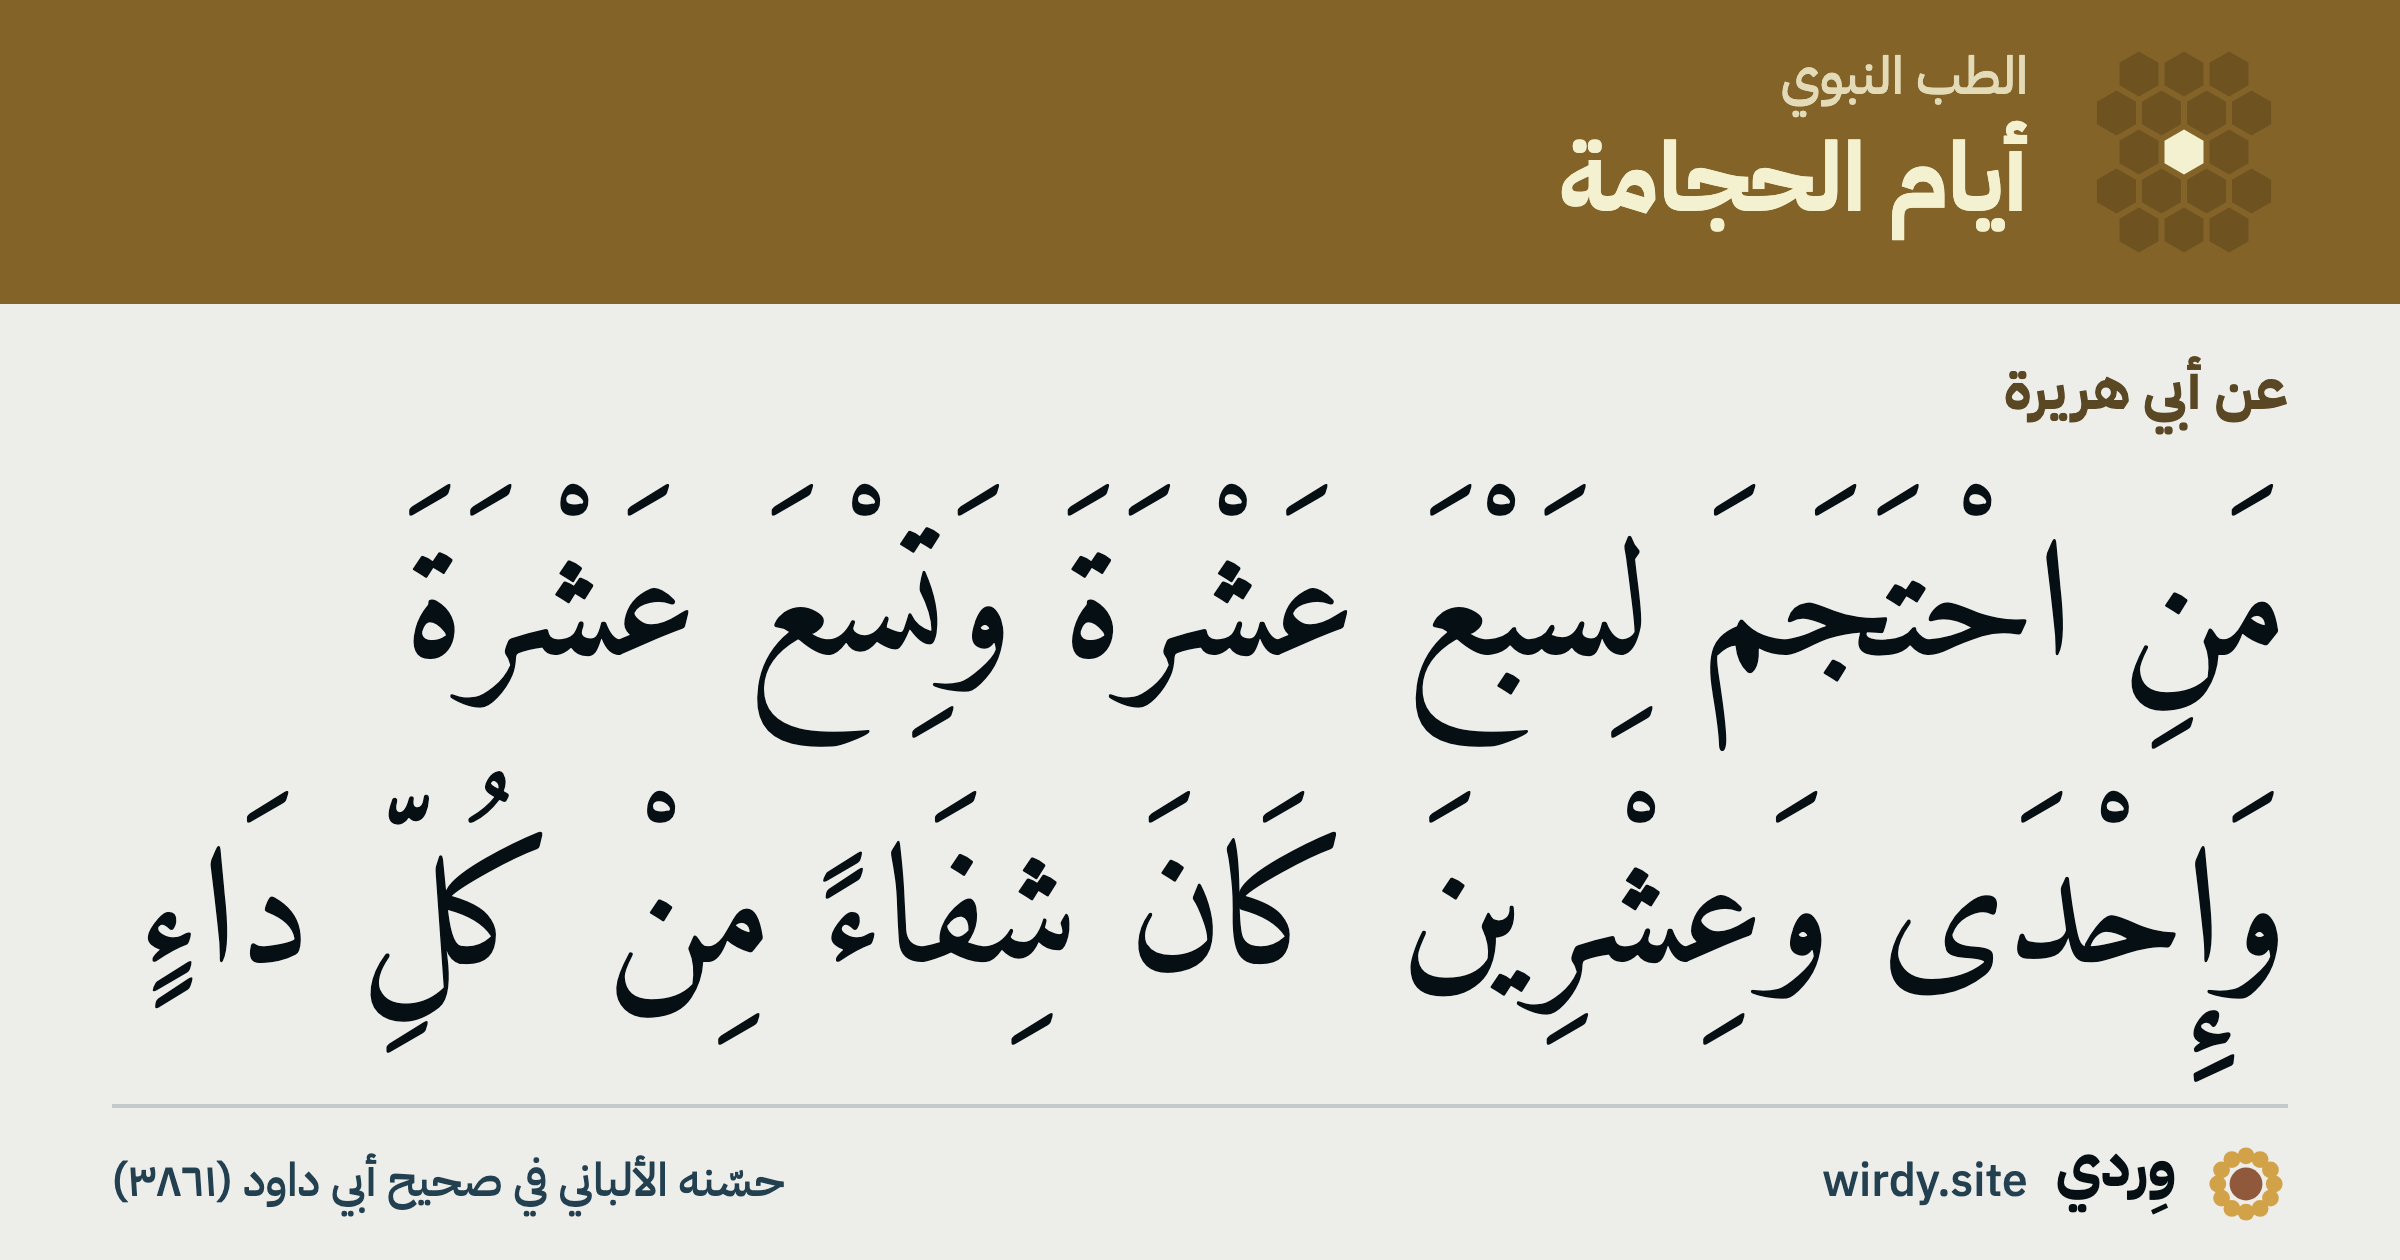 الطب النبوي
أيام الحجامة
عن أبي هريرة
مَنِ احْتَجَمَ لِسَبْعَ عَشْرَةَ وَتِسْعَ عَشْرَةَ
وَإِحْدَى وَعِشْرِينَ كَانَ شِفَاءً مِنْ كُلِّ دَاءٍ
وِردي wirdy.site
حسّنه الألباني في صحيح أبي داود (٣٨٦١)